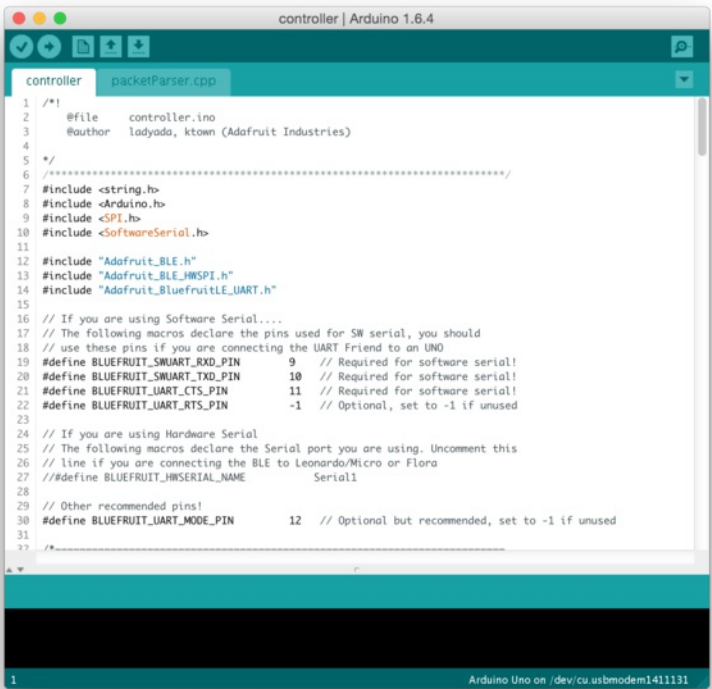 controller | Arduino 1.6.4
controller packetParser.cpp
1 /*!
2 @file controller.ino
3 @author ladyada, ktown (Adafruit Industries)
4
5 */
6 /**************************************************************************/
7 #include <string.h>
8 #include <Arduino.h>
9 #include <SPI.h>
10 #include <SoftwareSerial.h>
11
12 #include "Adafruit_BLE.h"
13 #include "Adafruit_BLE_HWSPI.h"
14 #include "Adafruit_BluefruitLE_UART.h"
15
16 // If you are using Software Serial....
17 // The following macros declare the pins used for SW serial, you should
18 // use these pins if you are connecting the UART Friend to an UNO
19 #define BLUEFRUIT_SWUART_RXD_PIN 9 // Required for software serial!
20 #define BLUEFRUIT_SWUART_TXD_PIN 10 // Required for software serial!
21 #define BLUEFRUIT_UART_CTS_PIN 11 // Required for software serial!
22 #define BLUEFRUIT_UART_RTS_PIN -1 // Optional, set to -1 if unused
23
24 // If you are using Hardware Serial
25 // The following macros declare the Serial port you are using. Uncomment this
26 // line if you are connecting the BLE to Leonardo/Micro or Flora
27 //#define BLUEFRUIT_HWSERIAL_NAME Serial1
28
29 // Other recommended pins!
30 #define BLUEFRUIT_UART_MODE_PIN 12 // Optional but recommended, set to -1 if unused
31
32 /*=========================================================================
1 Arduino Uno on /dev/cu.usbmodem1411131